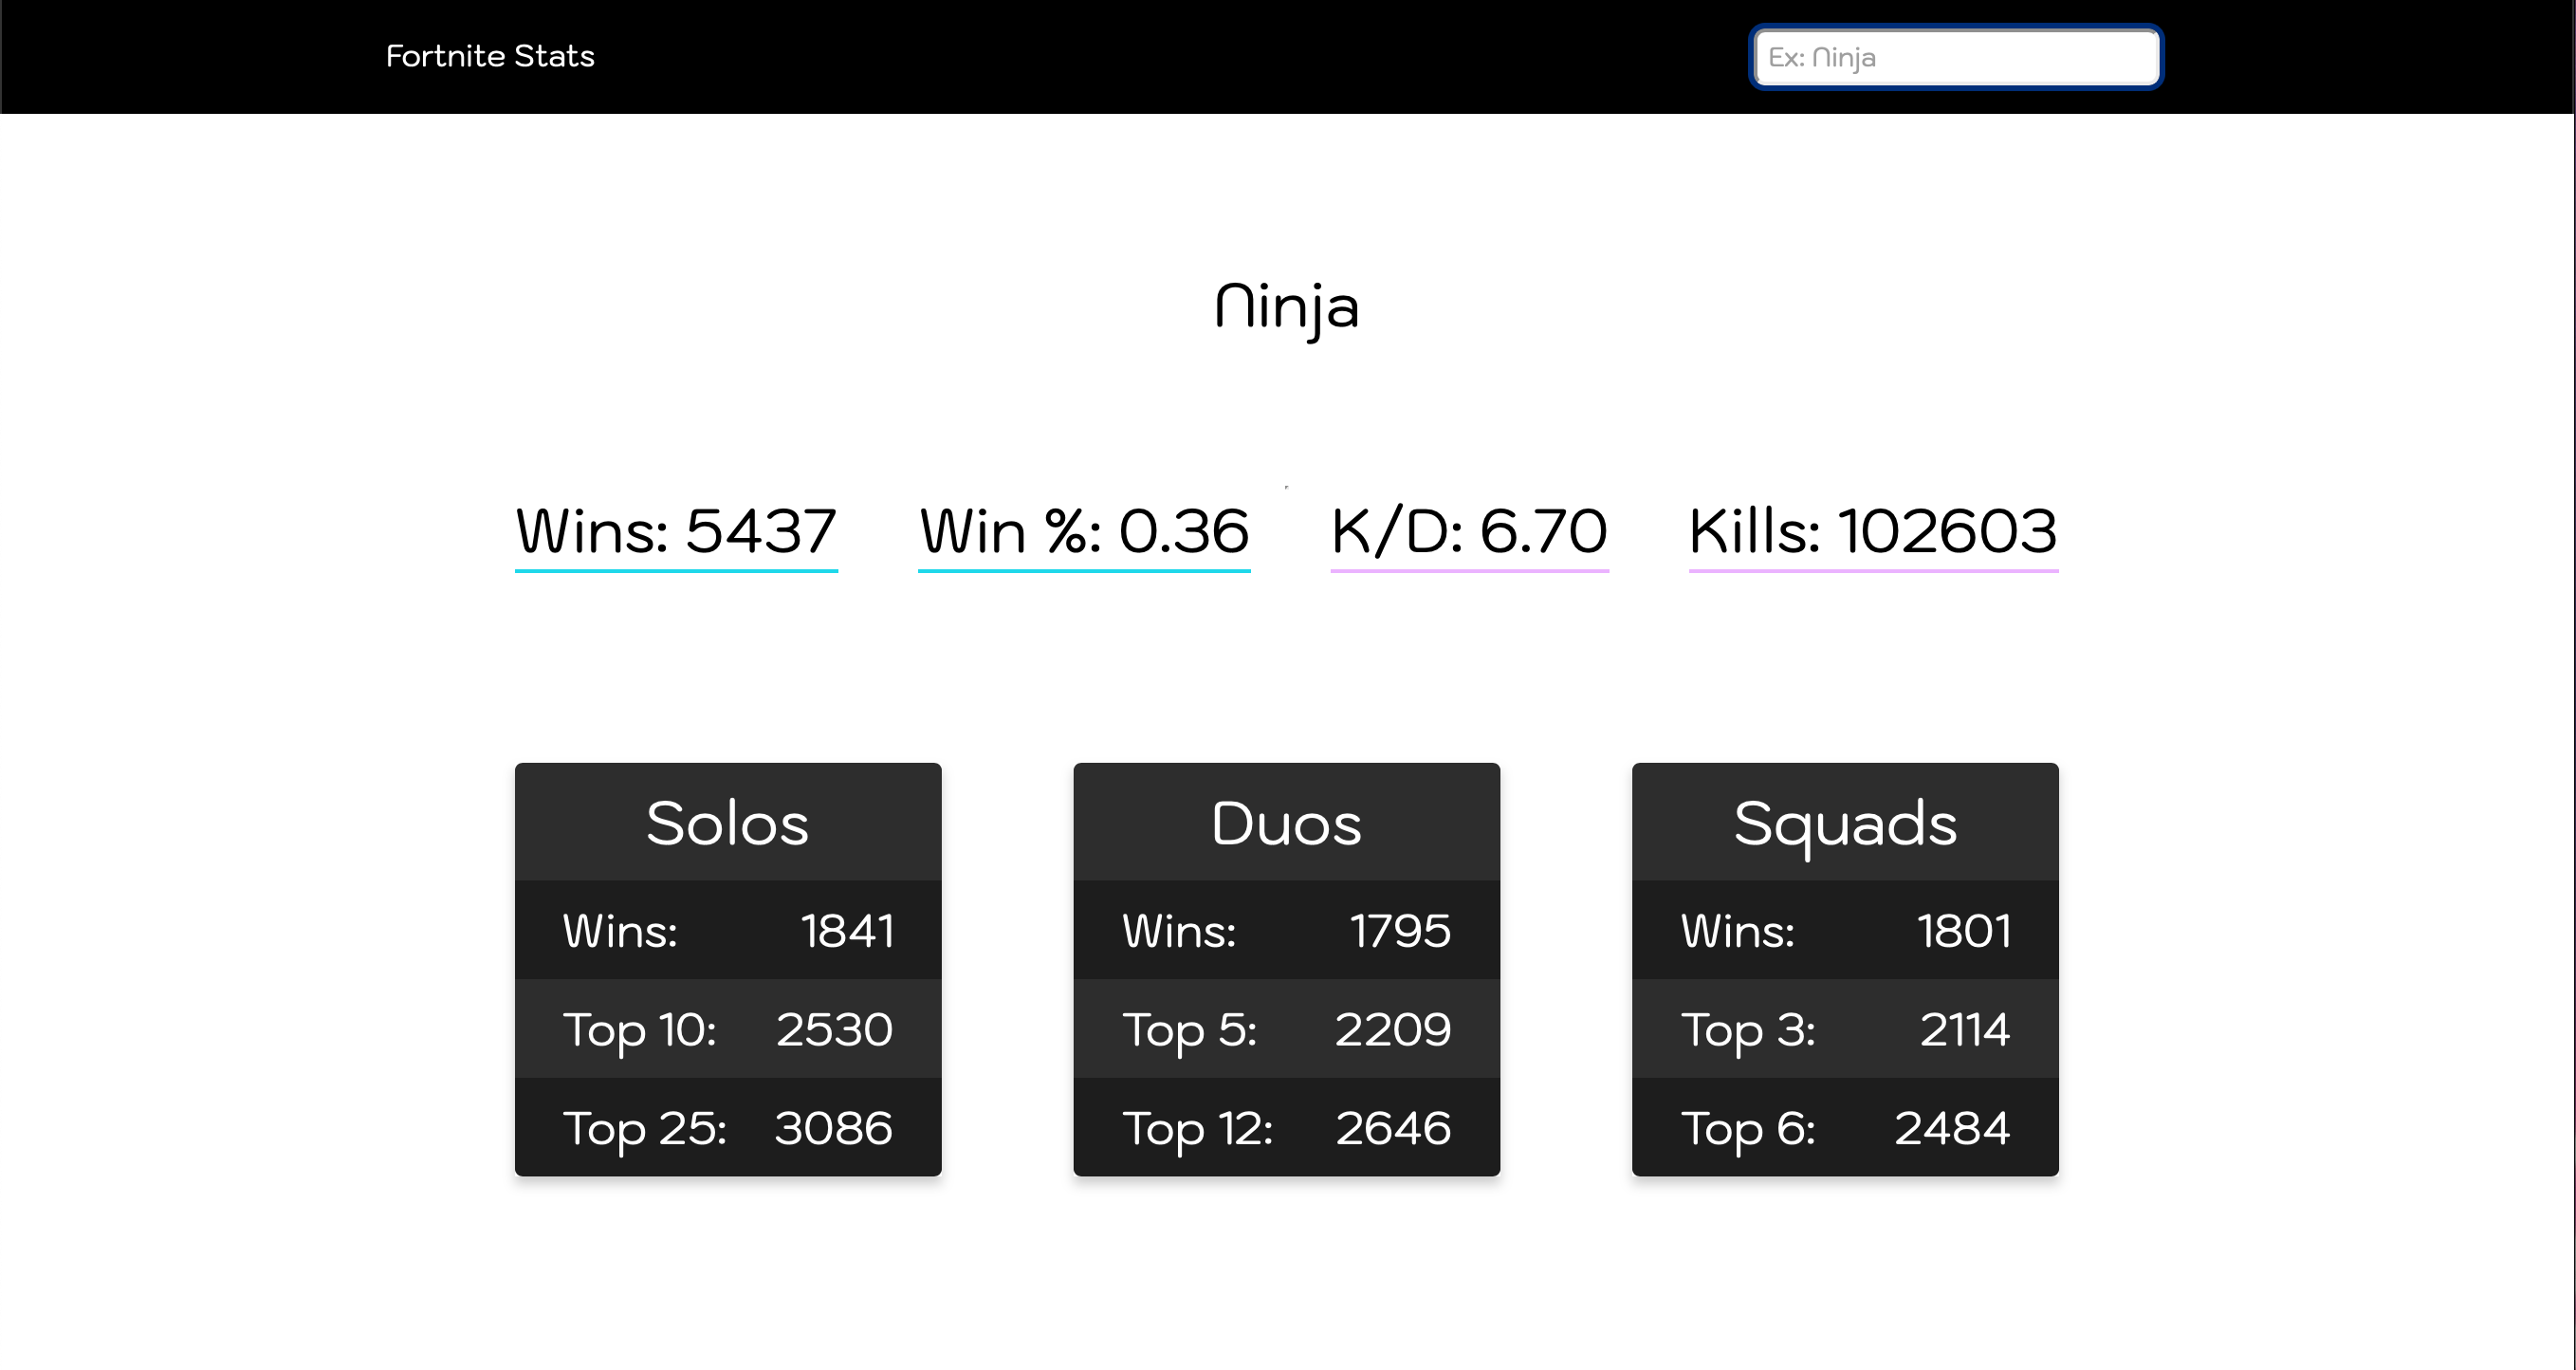 Fortnite Stats
Ex: Ninja
Ninja
Wins: 5437
Win %: 0.36
K/D: 6.70
Kills: 102603
Solos
Wins: 1841
Top 10: 2530
Top 25: 3086
Duos
Wins: 1795
Top 5: 2209
Top 12: 2646
Squads
Wins: 1801
Top 3: 2114
Top 6: 2484